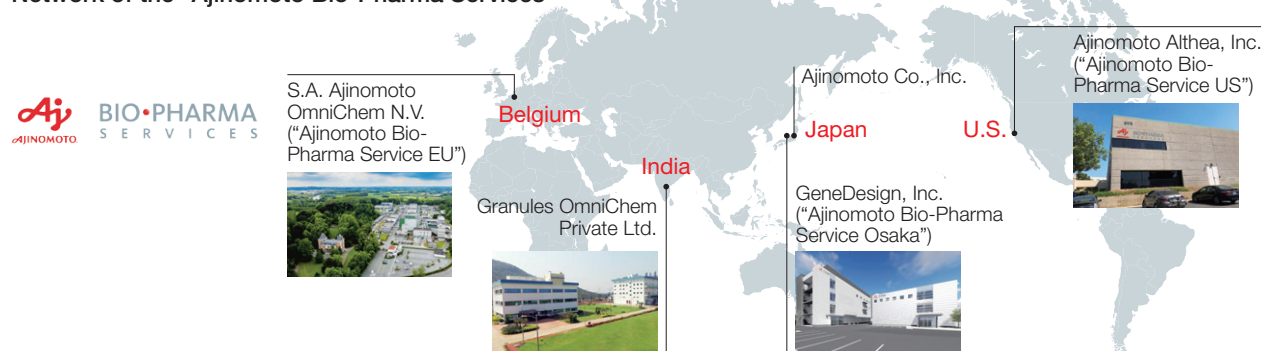 Network of the "Ajinomoto Bio-Pharma Services"
AJINOMOTO
BIO•PHARMA
SERVICES
S.A. Ajinomoto
OmniChem N.V.
("Ajinomoto Bio-
Pharma Service EU")
Belgium
India
Granules OmniChem
Private Ltd.
Ajinomoto Co., Inc.
Japan
GeneDesign, Inc.
("Ajinomoto Bio-Pharma
Service Osaka")
U.S.
Ajinomoto Althea, Inc.
("Ajinomoto Bio-
Pharma Service US")